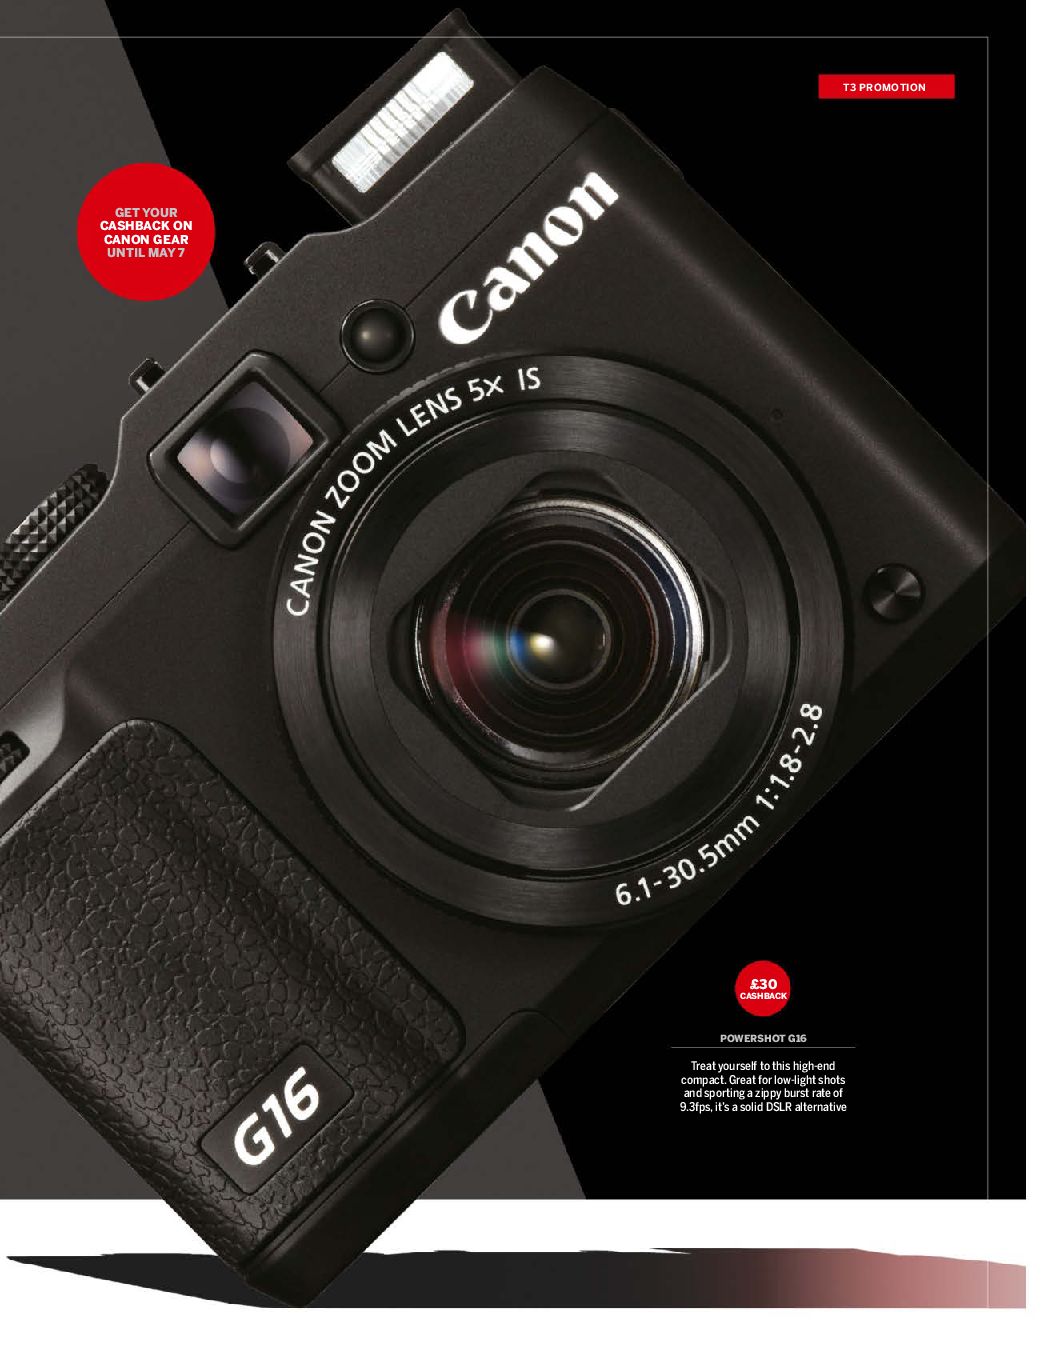 T3 PROMOTION
GET YOUR
CASHBACK ON
CANON GEAR
UNTIL MAY 7
Canon
CANON ZOOM LENS 5x IS
6.1-30.5mm 1:1.8-2.8
G16
£30
CASHBACK
POWERSHOT G16
Treat yourself to this high-end
compact. Great for low-light shots
and sporting a zippy burst rate of
9.3fps, it's a solid DSLR alternative